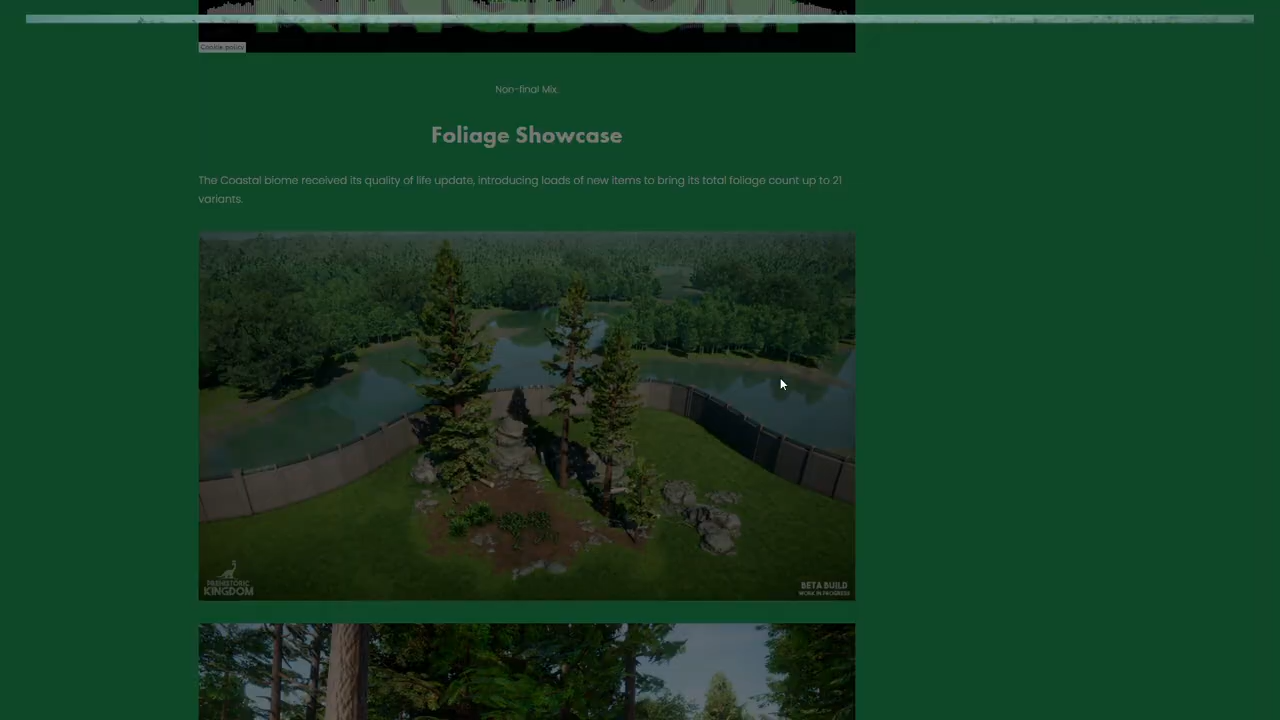 KINGDOM
Cookie policy
Non-final Mix.
Foliage Showcase
The Coastal biome received its quality of life update, introducing loads of new items to bring its total foliage count up to 21
variants.
PREHISTORIC
KINGDOM
BETA BUILD
WORK IN PROGRESS